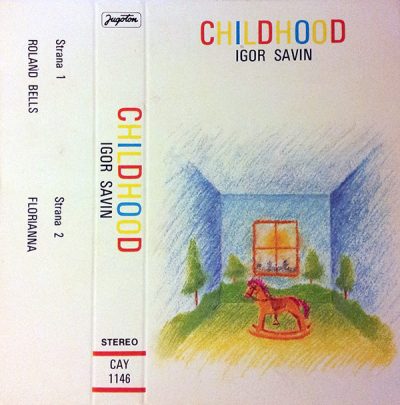 Strana 1
ROLAND BELLS
Strana 2
FLORIANNA
Jugoton
CHILDHOOD
IGOR SAVIN
STEREO
CAY
1146
CHILDHOOD
IGOR SAVIN